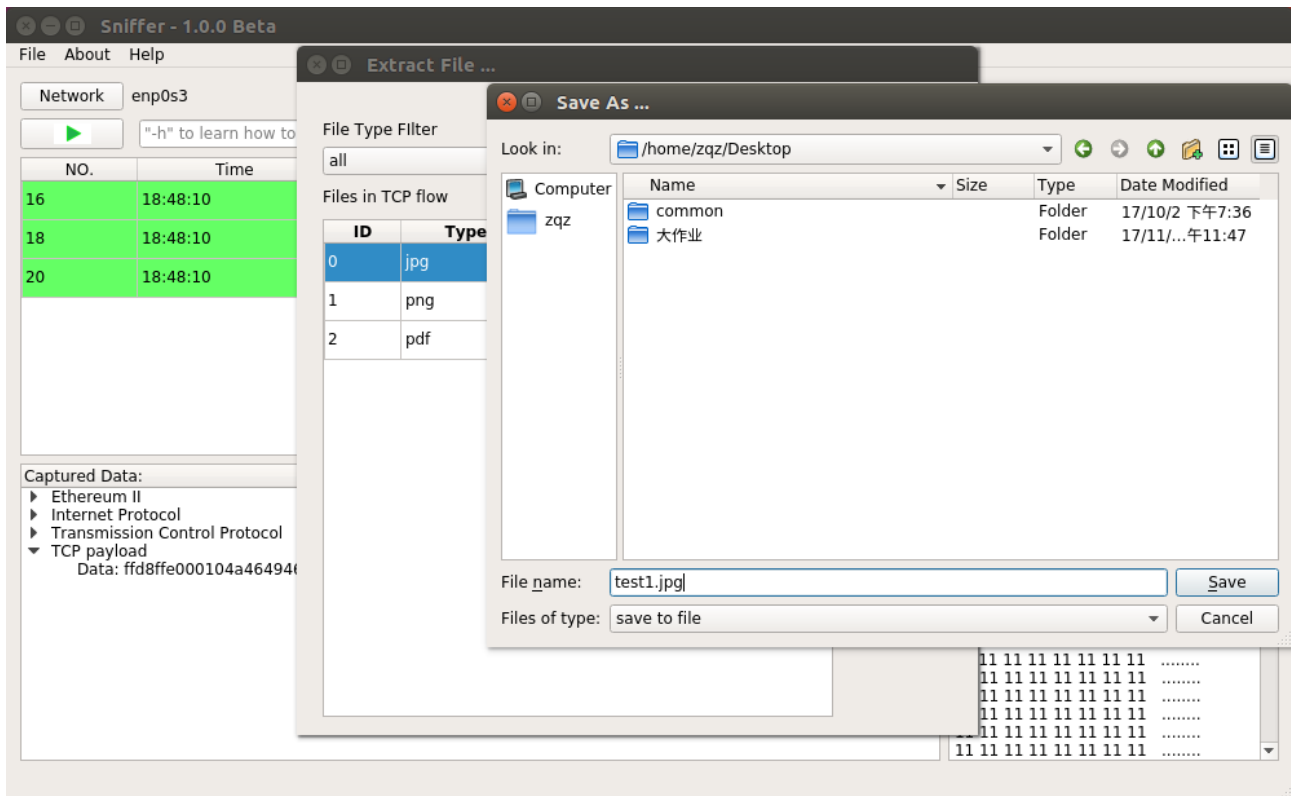 Sniffer - 1.0.0 Beta
File About Help
Network enp0s3
"-h" to learn how to
NO. Time
16 18:48:10
18 18:48:10
20 18:48:10
Captured Data:
Ethereum II
Internet Protocol
Transmission Control Protocol
TCP payload
Data: ffd8ffe000104a46494
Extract File ...
File Type FIlter
all
Files in TCP flow
ID Type
0 jpg
1 png
2 pdf
Save As ...
Look in: /home/zqz/Desktop
Computer
zqz
Name Size Type Date Modified
common Folder 17/10/2 下午7:36
大作业 Folder 17/11/...午11:47
File name: test1.jpg Save
Files of type: save to file Cancel
11 11 11 11 11 11 11 ........
11 11 11 11 11 11 11 ........
11 11 11 11 11 11 11 ........
11 11 11 11 11 11 11 ........
11 11 11 11 11 11 11 ........
11 11 11 11 11 11 11 11 ........